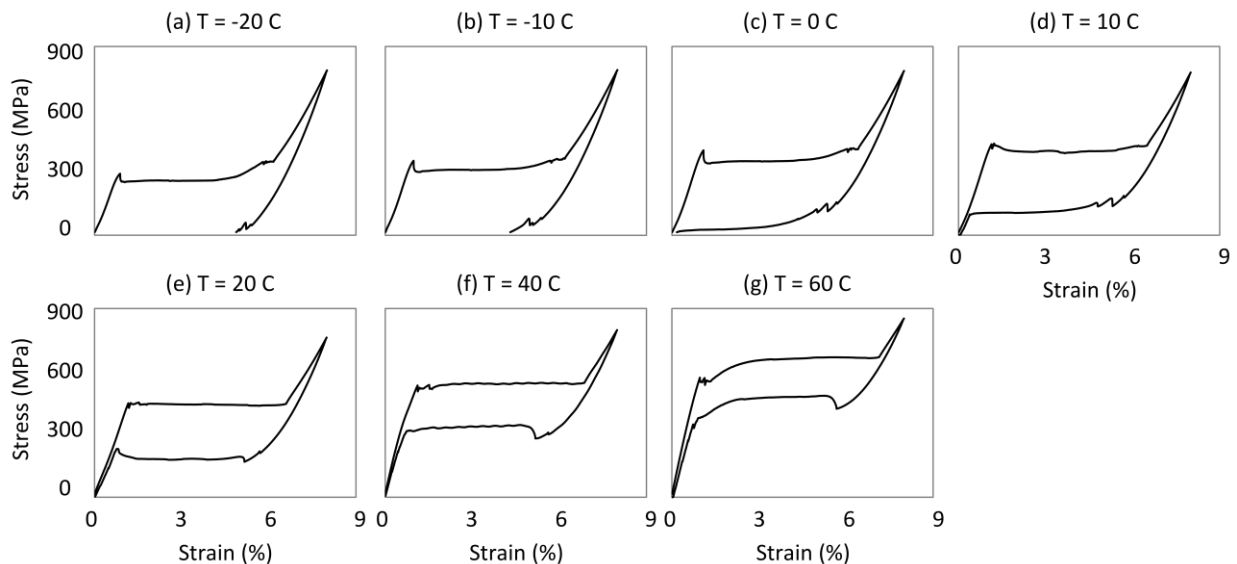 (a) T = -20 C
(b) T = -10 C
(c) T = 0 C
(d) T = 10 C
900
600
300
0
Stress (MPa)
0 3 6 9
Strain (%)
(e) T = 20 C
(f) T = 40 C
(g) T = 60 C
900
600
300
0
Stress (MPa)
0 3 6 9
Strain (%)
0 3 6 9
Strain (%)
0 3 6 9
Strain (%)